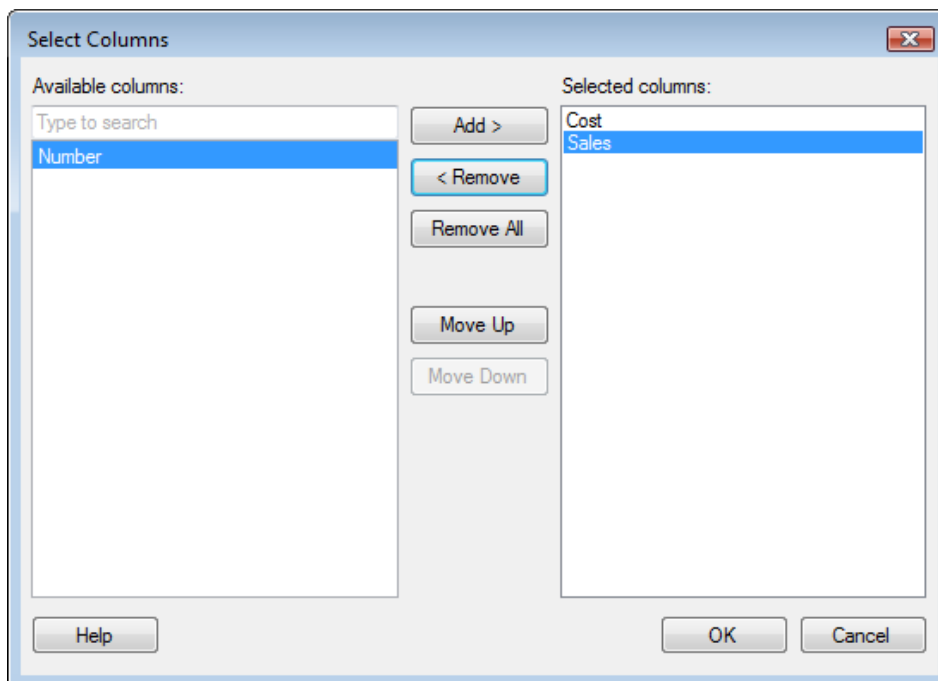 Select Columns
Available columns:
Selected columns:
Type to search
Number
Add >
< Remove
Remove All
Move Up
Move Down
Cost
Sales
Help
OK
Cancel